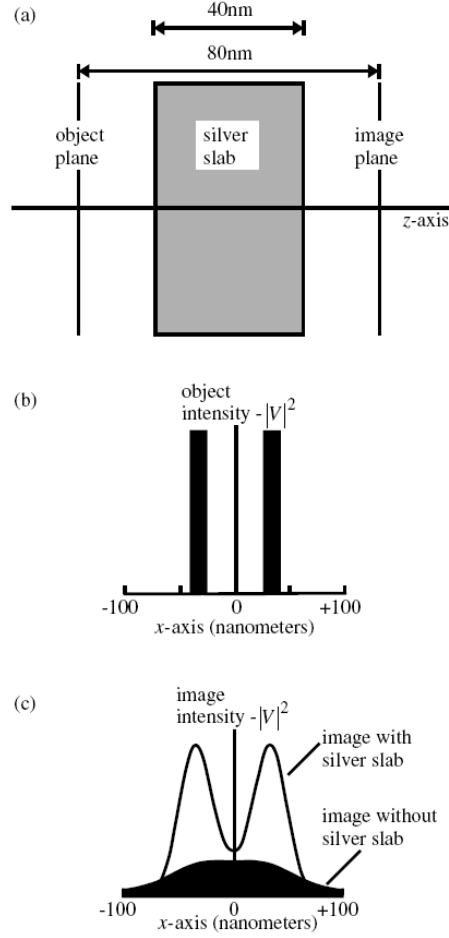 (a)
40nm
80nm
object
plane
silver
slab
image
plane
z-axis
(b)
object
intensity - |V|²
-100 0 +100
x-axis (nanometers)
(c)
image
intensity - |V|²
image with
silver slab
image without
silver slab
-100 0 +100
x-axis (nanometers)